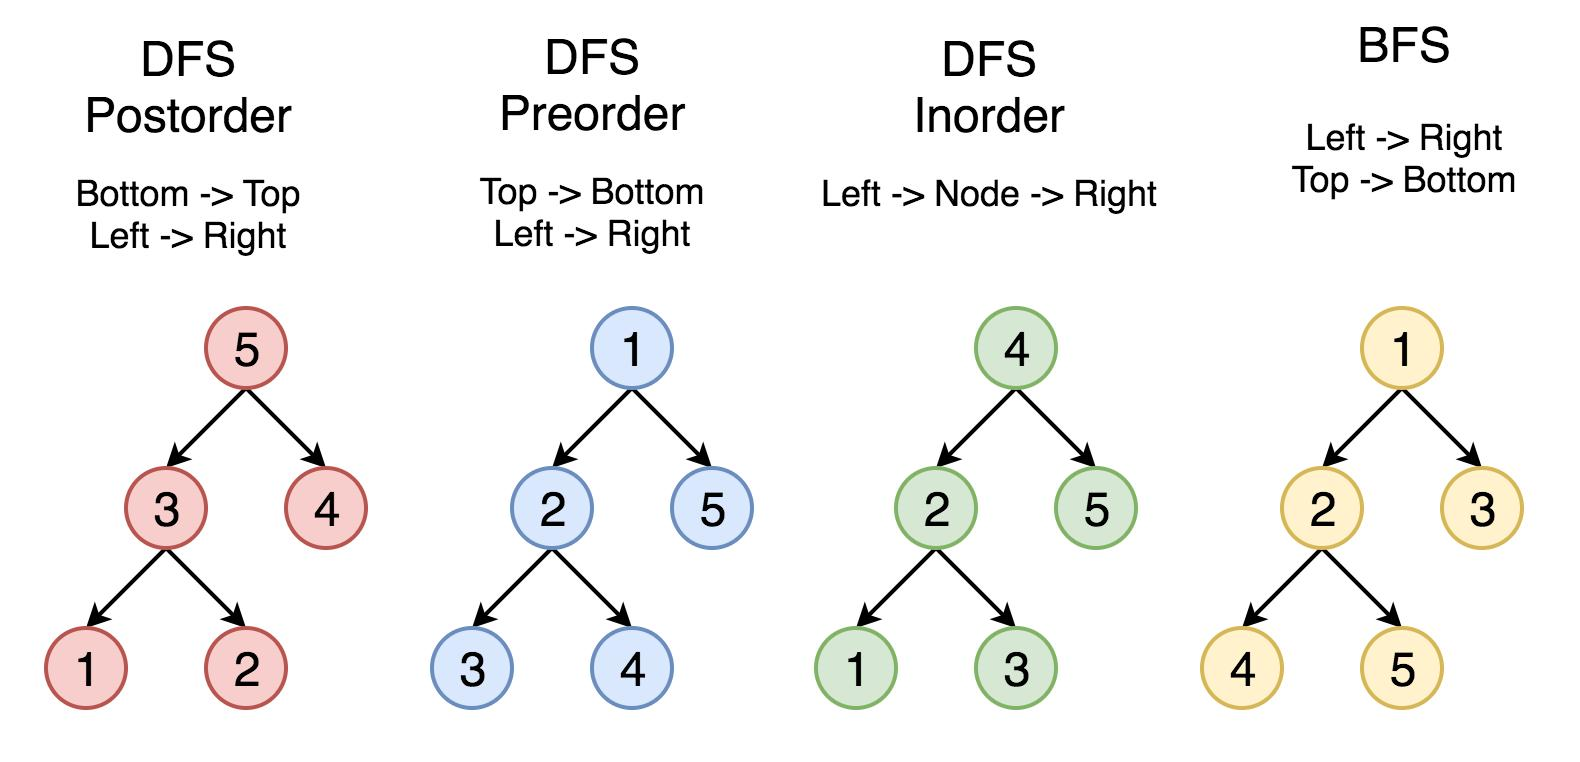 DFS
Postorder
Bottom -> Top
Left -> Right
5
3
4
1
2
DFS
Preorder
Top -> Bottom
Left -> Right
1
2
5
3
4
DFS
Inorder
Left -> Node -> Right
4
2
5
1
3
BFS
Left -> Right
Top -> Bottom
1
2
3
4
5